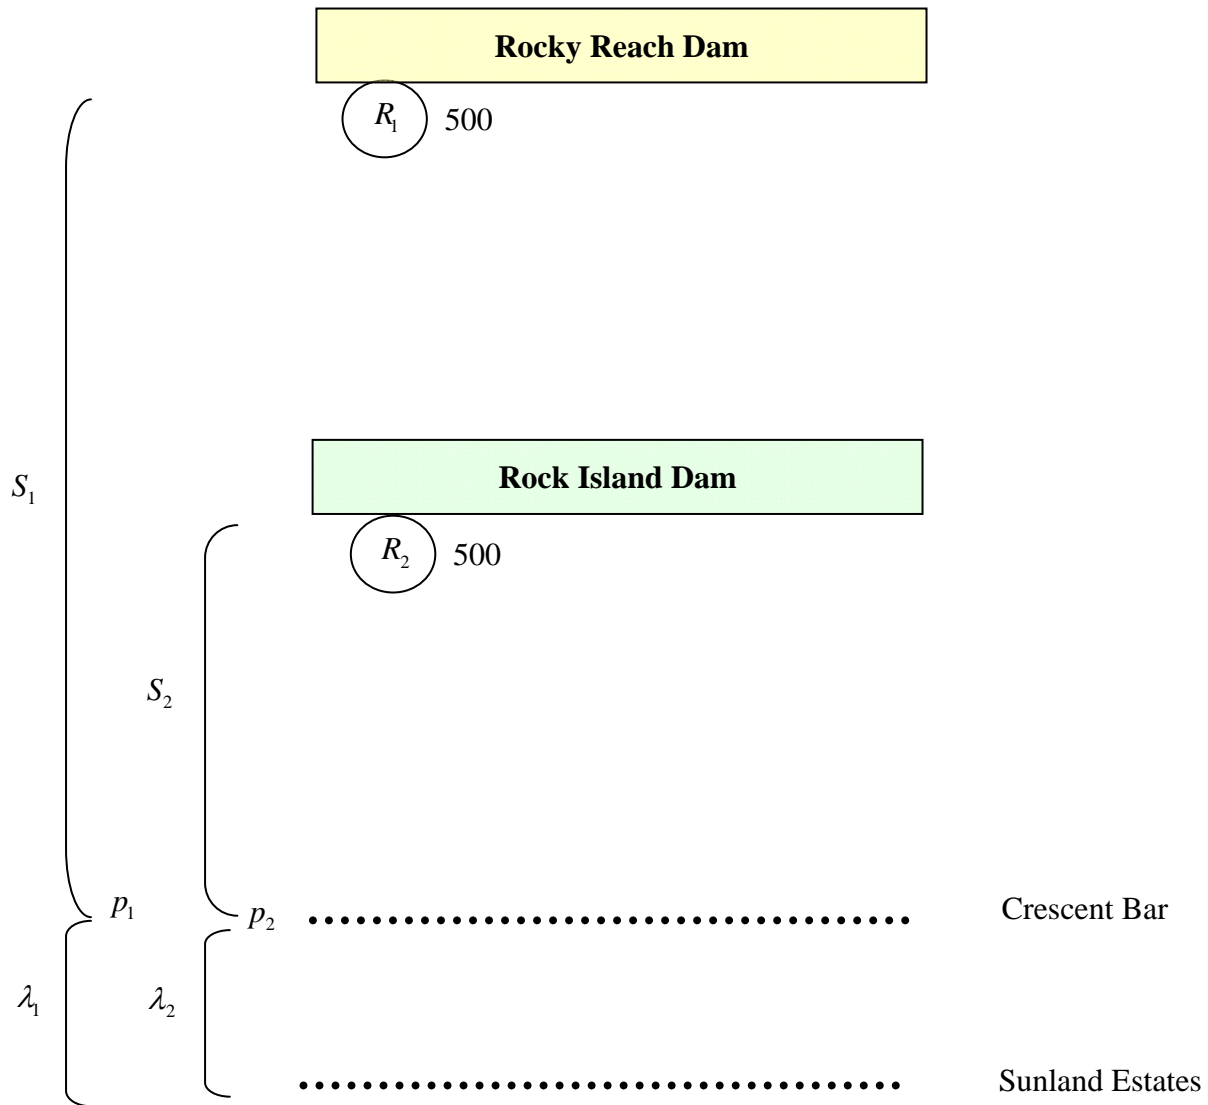 Rocky Reach Dam
R₁ 500
S₁
Rock Island Dam
R₂ 500
S₂
p₁ p₂ Crescent Bar
λ₁ λ₂
Sunland Estates